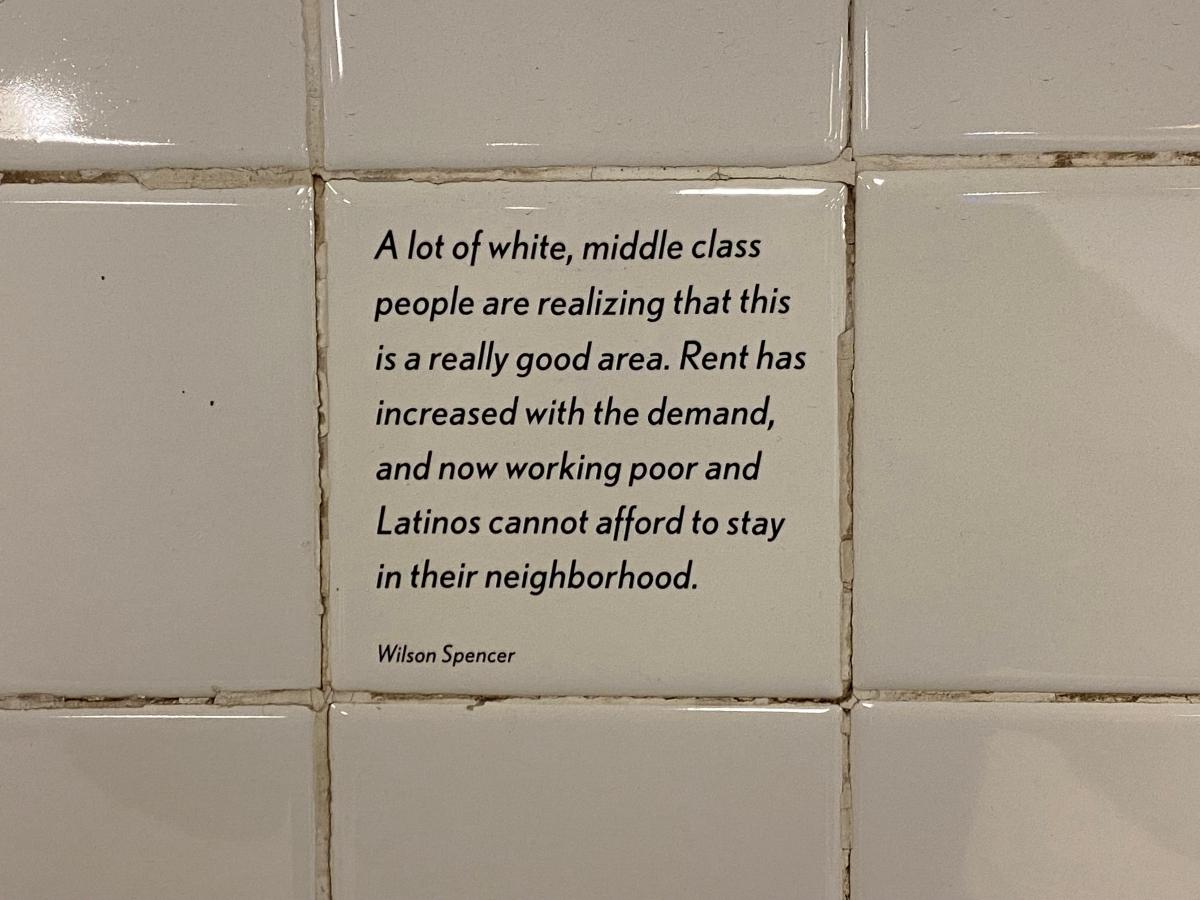 A lot of white, middle class
people are realizing that this
is a really good area. Rent has
increased with the demand,
and now working poor and
Latinos cannot afford to stay
in their neighborhood.
Wilson Spencer